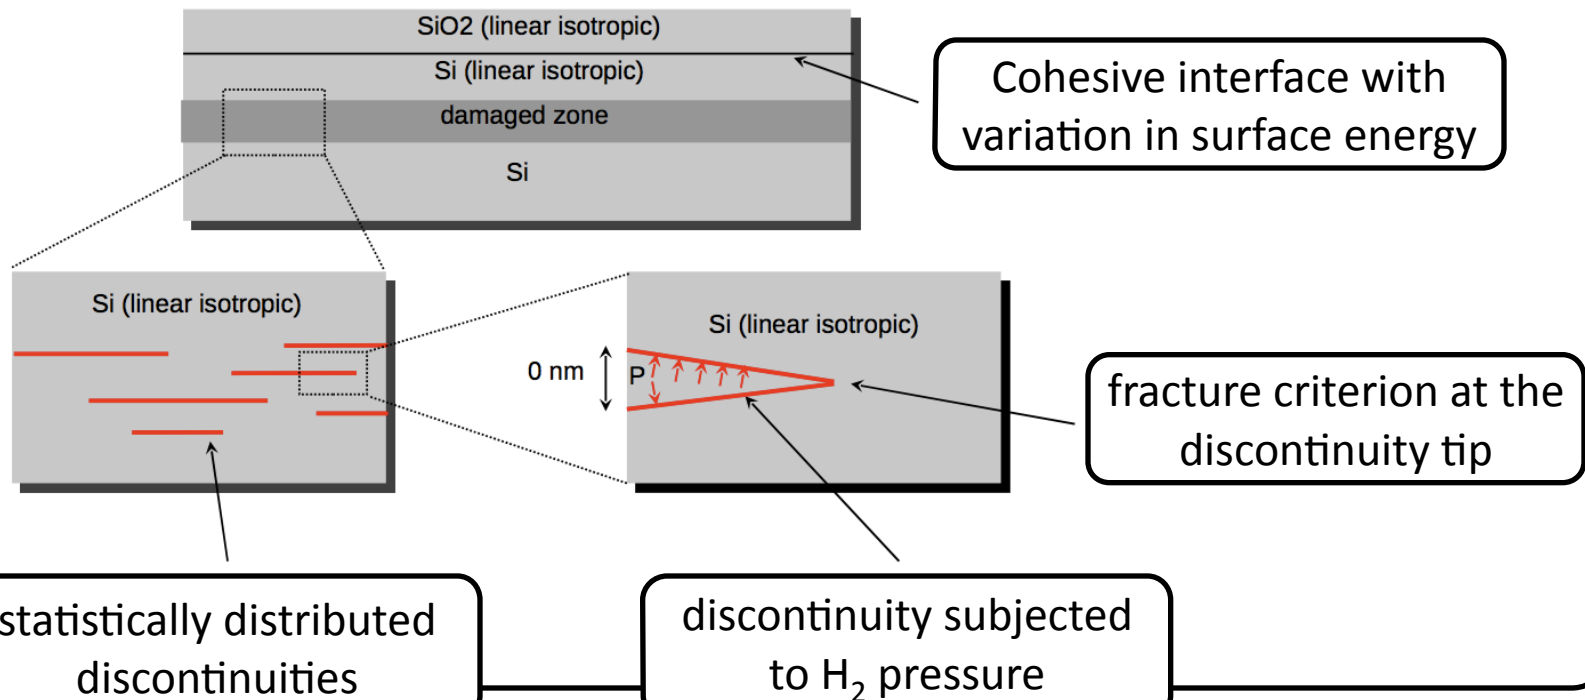 SiO2 (linear isotropic)
Si (linear isotropic)
damaged zone
Si
Cohesive interface with
variation in surface energy
Si (linear isotropic)
Si (linear isotropic)
0 nm
P
fracture criterion at the
discontinuity tip
statistically distributed
discontinuities
discontinuity subjected
to H₂ pressure